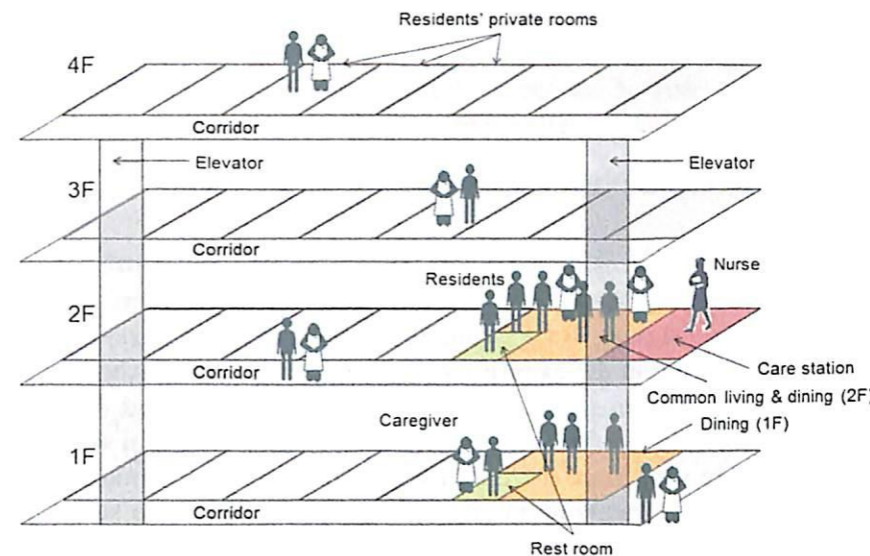 Residents' private rooms
4F
Corridor
Elevator
Elevator
3F
Corridor
Residents
Nurse
2F
Corridor
Care station
Common living & dining (2F)
Caregiver
Dining (1F)
1F
Corridor
Rest room